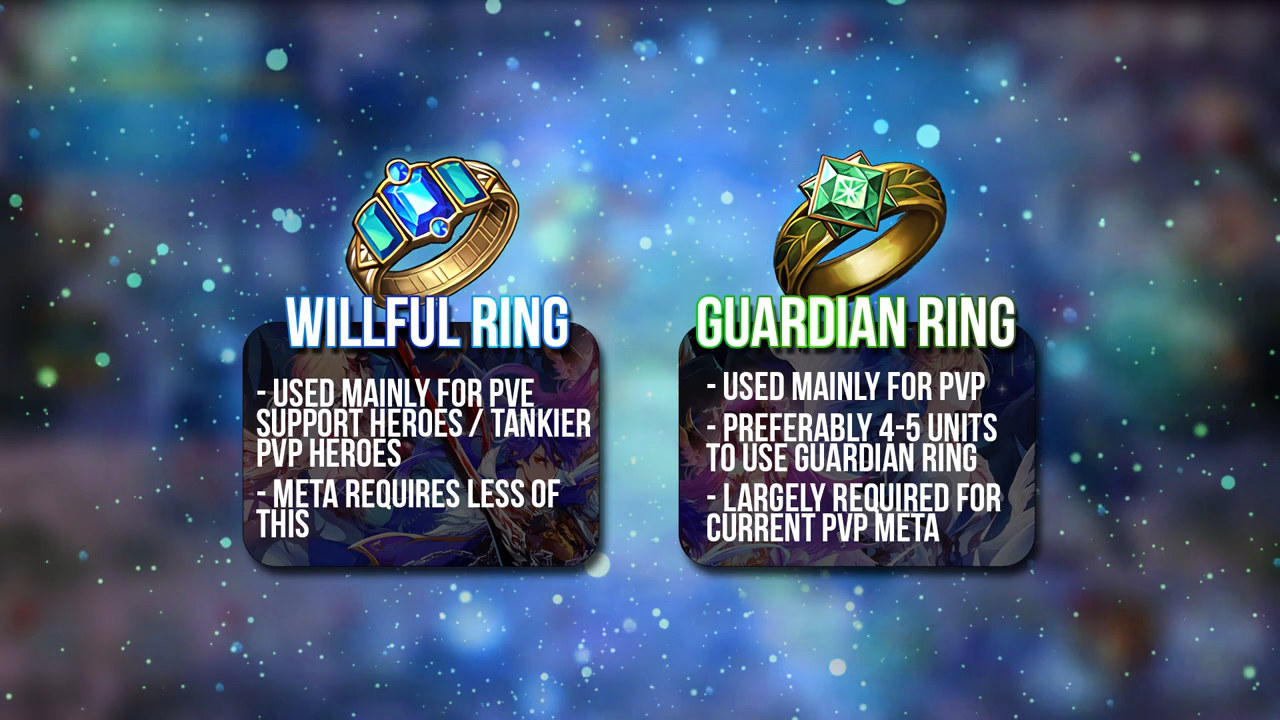 WILLFUL RING
- USED MAINLY FOR PVE
SUPPORT HEROES / TANKIER
PVP HEROES
- META REQUIRES LESS OF
THIS
GUARDIAN RING
- USED MAINLY FOR PVP
- PREFERABLY 4-5 UNITS
TO USE GUARDIAN RING
- LARGELY REQUIRED FOR
CURRENT PVP META